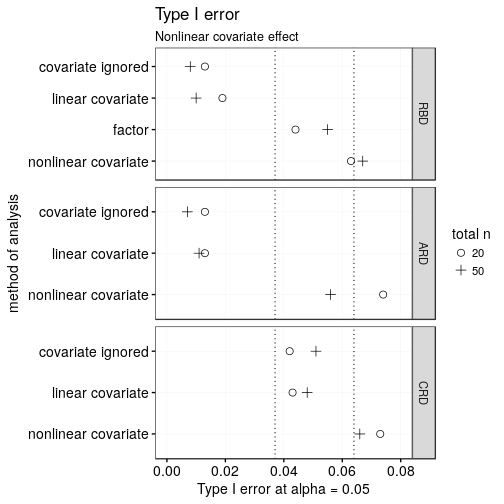 Type I error
Nonlinear covariate effect
covariate ignored
linear covariate
factor
nonlinear covariate
RBD
covariate ignored
linear covariate
nonlinear covariate
ARD
covariate ignored
linear covariate
nonlinear covariate
CRD
method of analysis
total n
20
50
0.00 0.02 0.04 0.06 0.08
Type I error at alpha = 0.05